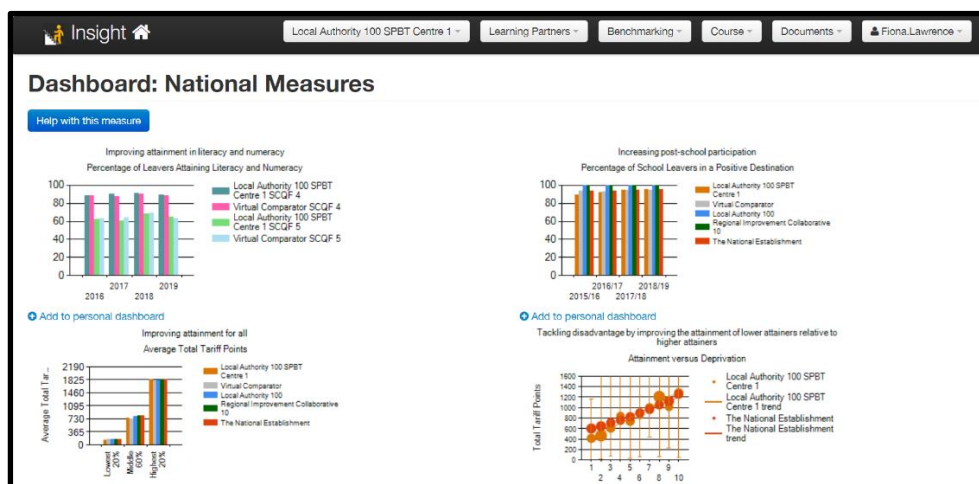 Insight
Local Authority 100 SPBT Centre 1
Learning Partners
Benchmarking
Course
Documents
Fiona.Lawrence
Dashboard: National Measures
Help with this measure
Improving attainment in literacy and numeracy
Percentage of Leavers Attaining Literacy and Numeracy
100
80
60
40
20
0
2016
2017
2018
2019
Local Authority 100 SPBT
Centre 1 SCQF 4
Virtual Comparator SCQF 4
Local Authority 100 SPBT
Centre 1 SCQF 5
Virtual Comparator SCQF 5
Add to personal dashboard
Increasing post-school participation
Percentage of School Leavers in a Positive Destination
100
80
60
40
20
0
2015/16
2016/17
2017/18
2018/19
Local Authority 100 SPBT
Centre 1
Virtual Comparator
Local Authority 100
Regional Improvement Collaborative
10
The National Establishment
Add to personal dashboard
Improving attainment for all
Average Total Tariff Points
Average Total Tar...
2190
1825
1460
1095
730
365
0
Lowest
20%
Middle
60%
Highest
20%
Local Authority 100 SPBT
Centre 1
Virtual Comparator
Local Authority 100
Regional Improvement Collaborative
10
The National Establishment
Tackling disadvantage by improving the attainment of lower attainers relative to
higher attainers
Attainment versus Deprivation
Total Tariff Points
1600
1400
1200
1000
800
600
400
200
0
1
2
3
4
5
6
7
8
9
10
Local Authority 100 SPBT
Centre 1
Local Authority 100 SPBT
Centre 1 trend
The National Establishment
The National Establishment
trend